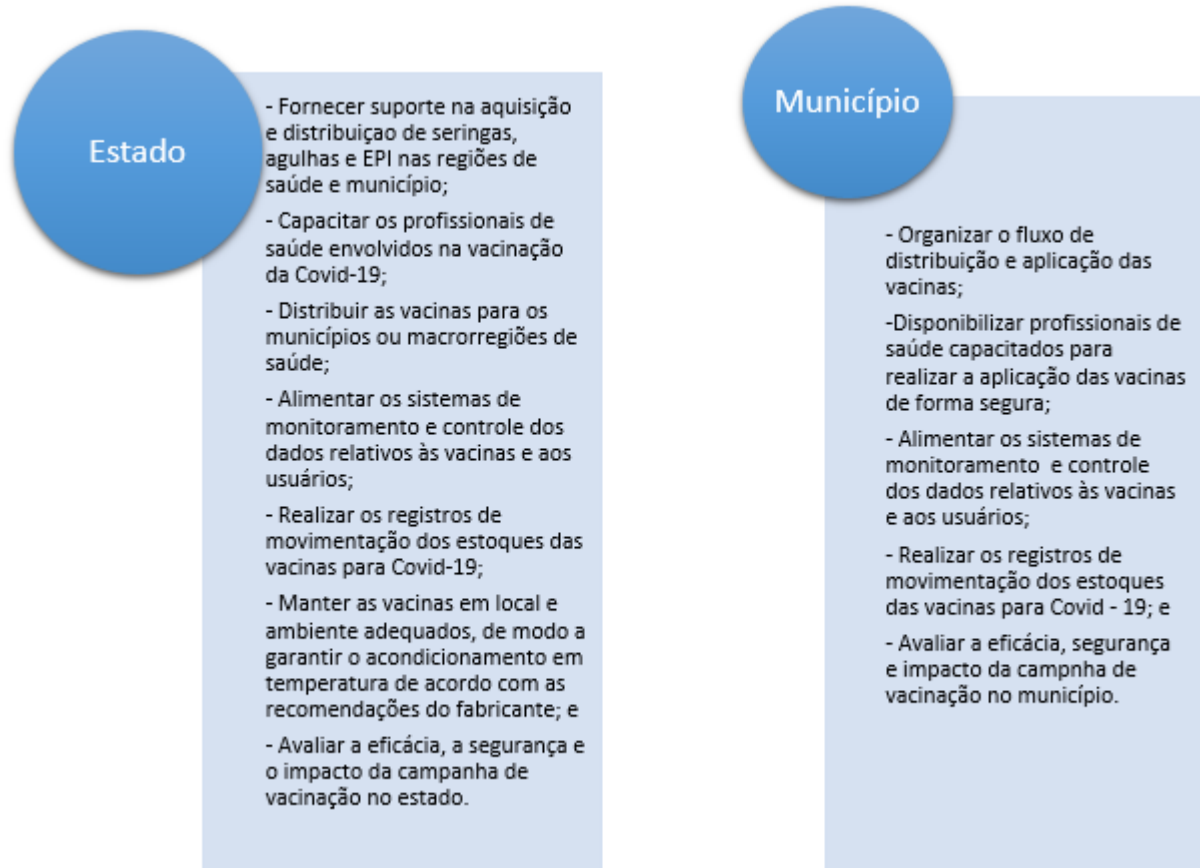 Estado
- Fornecer suporte na aquisição
e distribuiçao de seringas,
agulhas e EPI nas regiões de
saúde e município;
- Capacitar os profissionais de
saúde envolvidos na vacinação
da Covid-19;
- Distribuir as vacinas para os
municípios ou macrorregiões de
saúde;
- Alimentar os sistemas de
monitoramento e controle dos
dados relativos às vacinas e aos
usuários;
- Realizar os registros de
movimentação dos estoques das
vacinas para Covid-19;
- Manter as vacinas em local e
ambiente adequados, de modo a
garantir o acondicionamento em
temperatura de acordo com as
recomendações do fabricante; e
- Avaliar a eficácia, a segurança e
o impacto da campanha de
vacinação no estado.
Município
- Organizar o fluxo de
distribuição e aplicação das
vacinas;
-Disponibilizar profissionais de
saúde capacitados para
realizar a aplicação das vacinas
de forma segura;
- Alimentar os sistemas de
monitoramento e controle
dos dados relativos às vacinas
e aos usuários;
- Realizar os registros de
movimentação dos estoques
das vacinas para Covid - 19; e
- Avaliar a eficácia, segurança
e impacto da campnha de
vacinação no município.